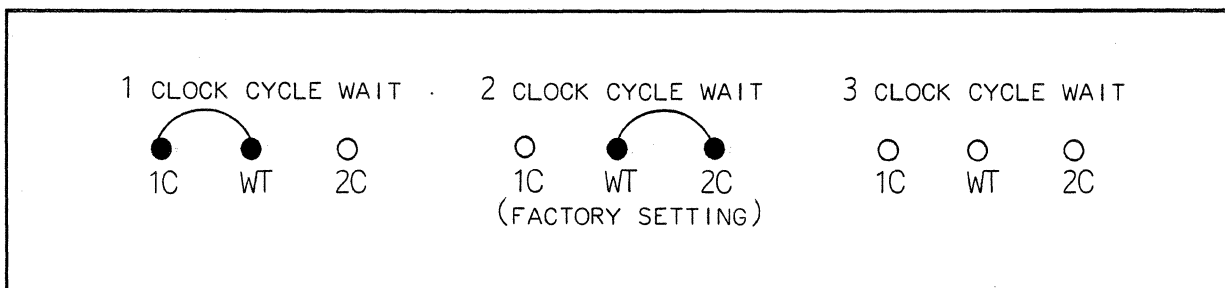 1 CLOCK CYCLE WAIT
1C WT 2C
2 CLOCK CYCLE WAIT
1C WT 2C
(FACTORY SETTING)
3 CLOCK CYCLE WAIT
1C WT 2C